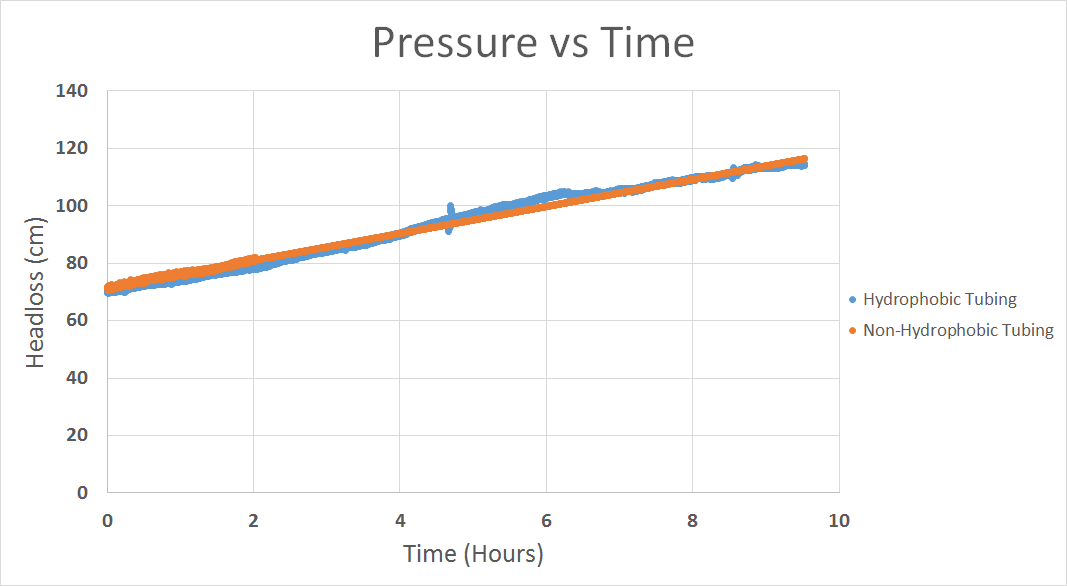 Pressure vs Time
140
120
100
80
60
40
20
0
Headloss (cm)
0 2 4 6 8 10
Time (Hours)
Hydrophobic Tubing
Non-Hydrophobic Tubing